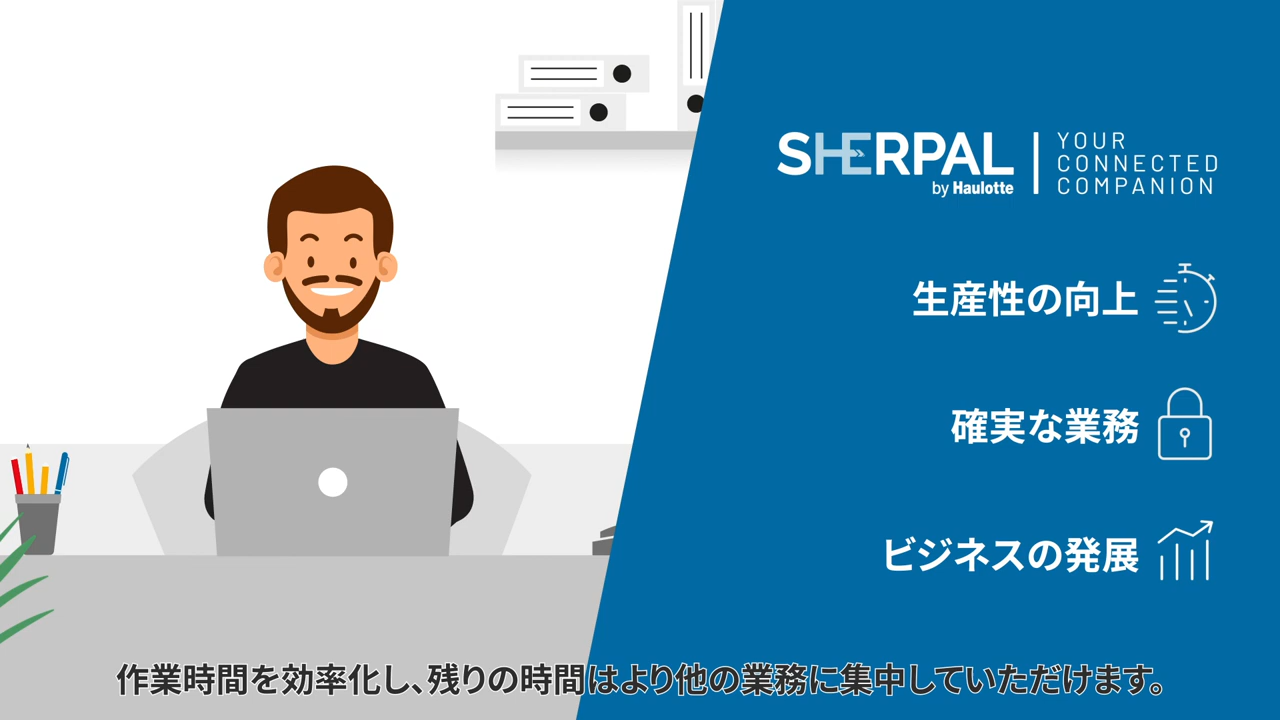 SHERPAL
by Haulotte
YOUR
CONNECTED
COMPANION
生産性の向上
確実な業務
ビジネスの発展
作業時間を効率化し、残りの時間はより他の業務に集中していただけます。